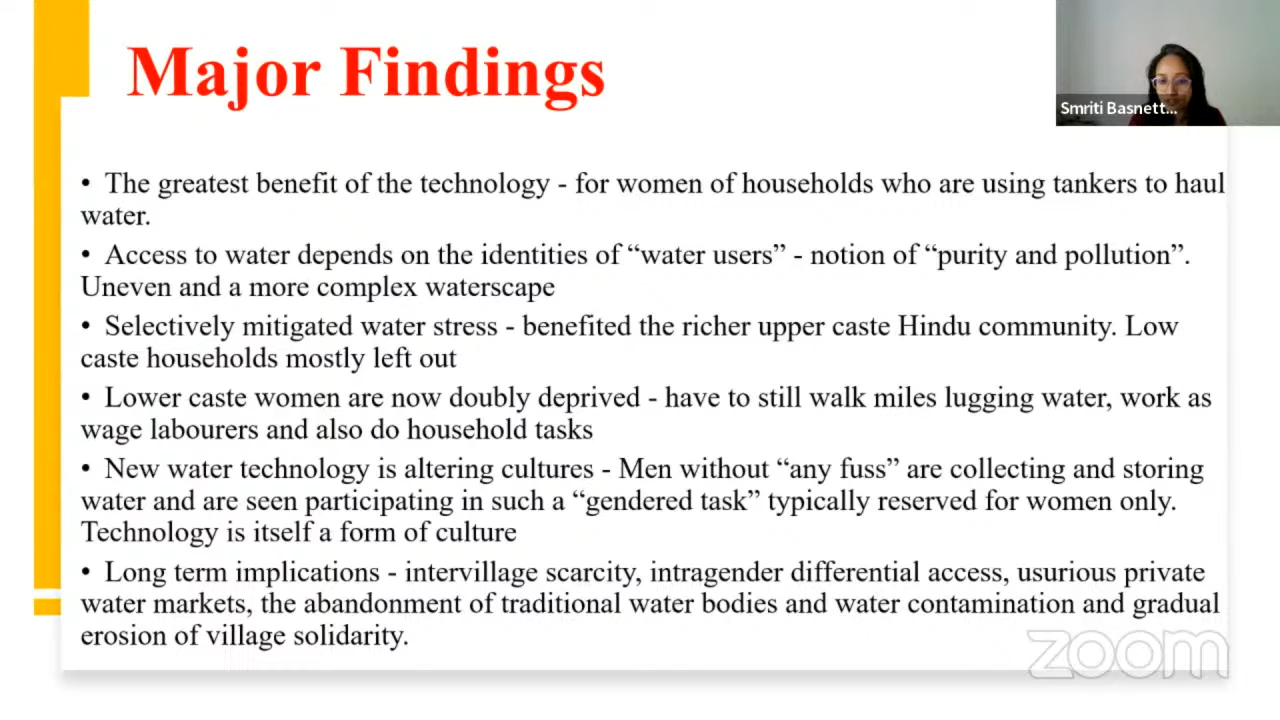 Major Findings
Smriti Basnett...
• The greatest benefit of the technology - for women of households who are using tankers to haul
water.
• Access to water depends on the identities of “water users” - notion of “purity and pollution”.
Uneven and a more complex waterscape
• Selectively mitigated water stress - benefited the richer upper caste Hindu community. Low
caste households mostly left out
• Lower caste women are now doubly deprived - have to still walk miles lugging water, work as
wage labourers and also do household tasks
• New water technology is altering cultures - Men without “any fuss” are collecting and storing
water and are seen participating in such a “gendered task” typically reserved for women only.
Technology is itself a form of culture
• Long term implications - intervillage scarcity, intragender differential access, usurious private
water markets, the abandonment of traditional water bodies and water contamination and gradual
erosion of village solidarity.
zoom